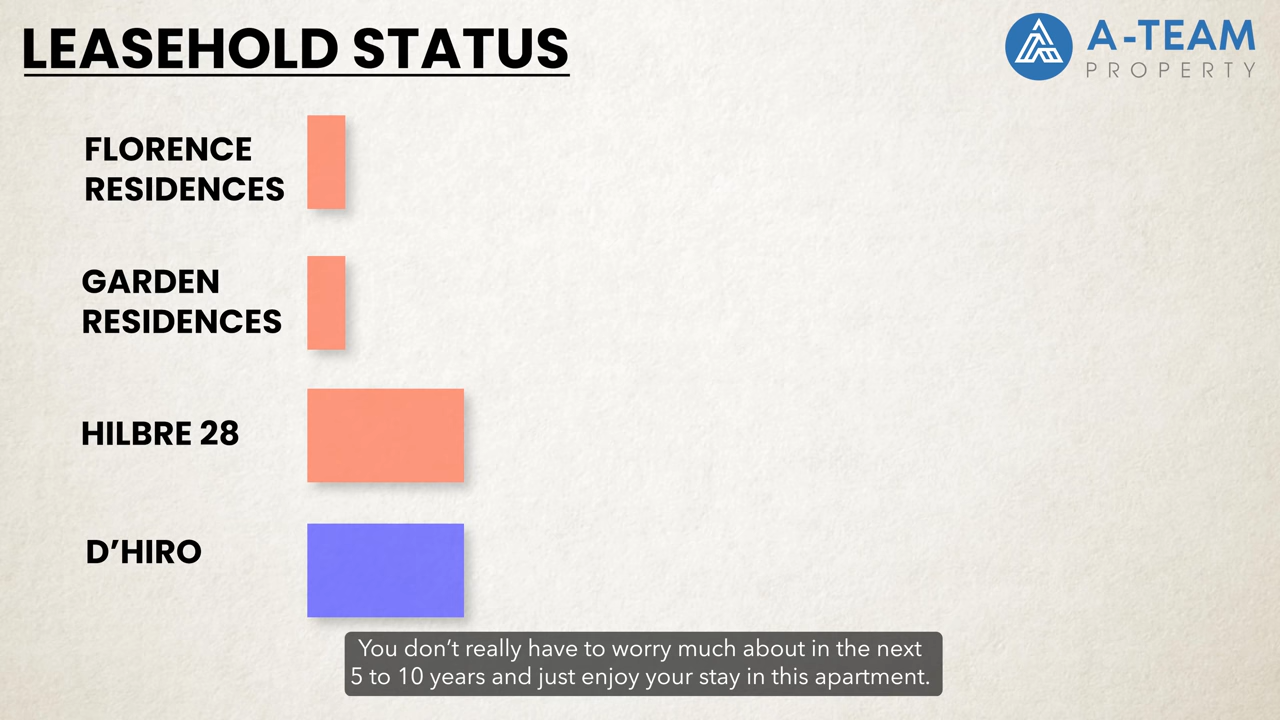 LEASEHOLD STATUS
A-TEAM
PROPERTY
FLORENCE
RESIDENCES
GARDEN
RESIDENCES
HILBRE 28
D’HIRO
You don’t really have to worry much about in the next
5 to 10 years and just enjoy your stay in this apartment.